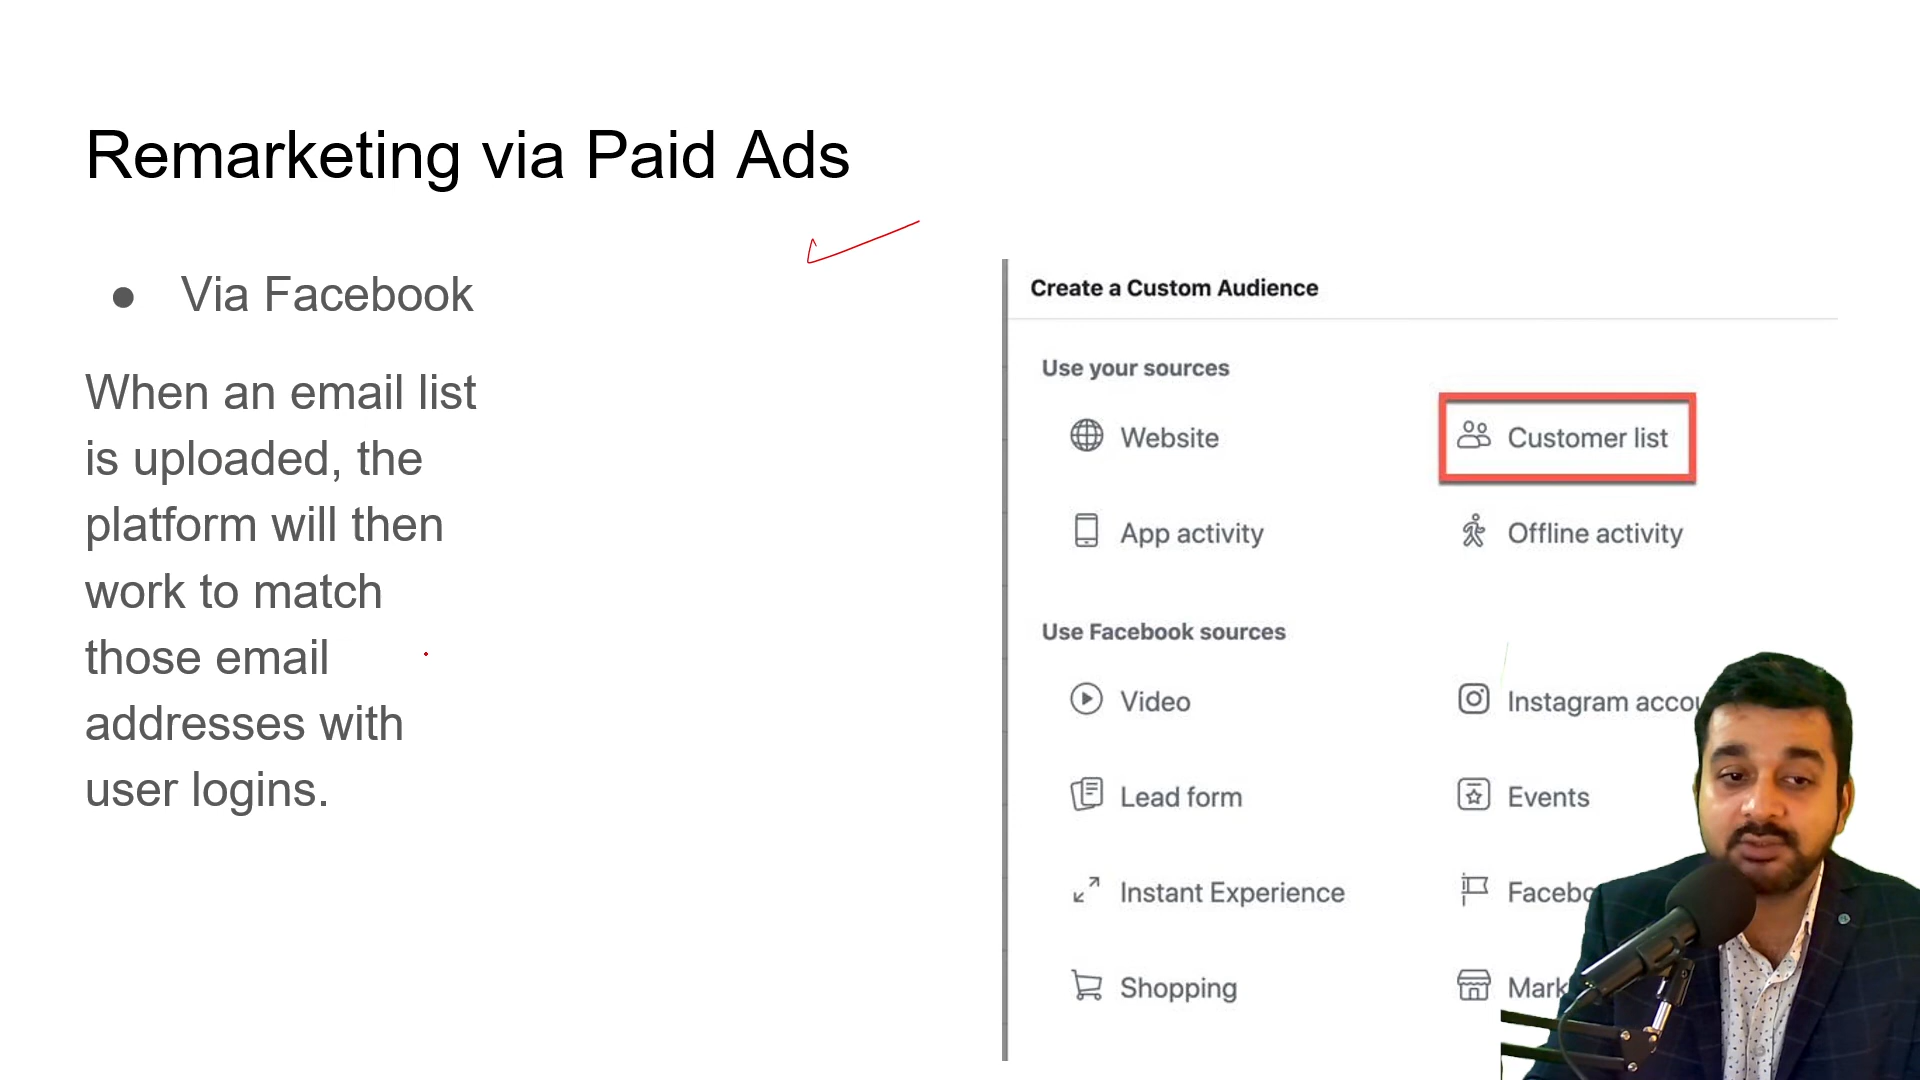 Remarketing via Paid Ads
● Via Facebook
When an email list
is uploaded, the
platform will then
work to match
those email
addresses with
user logins.
Create a Custom Audience
Use your sources
Website
Customer list
App activity
Offline activity
Use Facebook sources
Video
Instagram
Lead form
Events
Instant Experience
Shopping